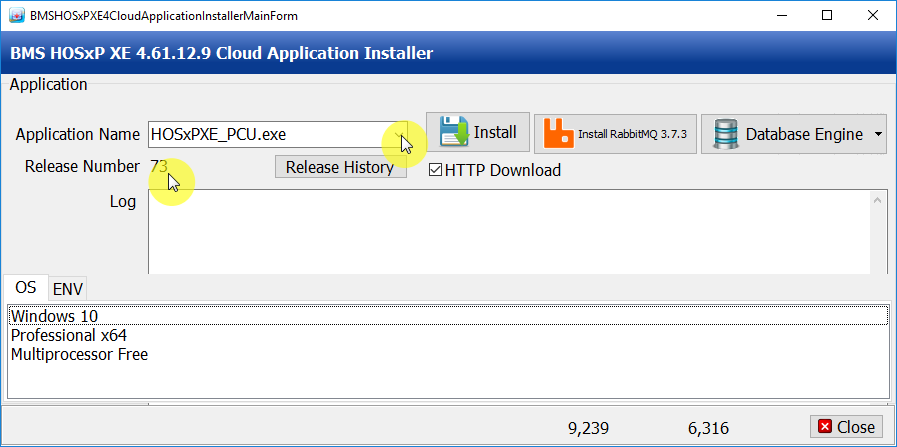 BMSHOSxPXE4CloudApplicationInstallerMainForm
BMS HOSxP XE 4.61.12.9 Cloud Application Installer
Application
Application Name HOSxPXE_PCU.exe Install Install RabbitMQ 3.7.3 Database Engine
Release Number 73 Release History HTTP Download
Log
OS ENV
Windows 10
Professional x64
Multiprocessor Free
9,239 6,316 Close